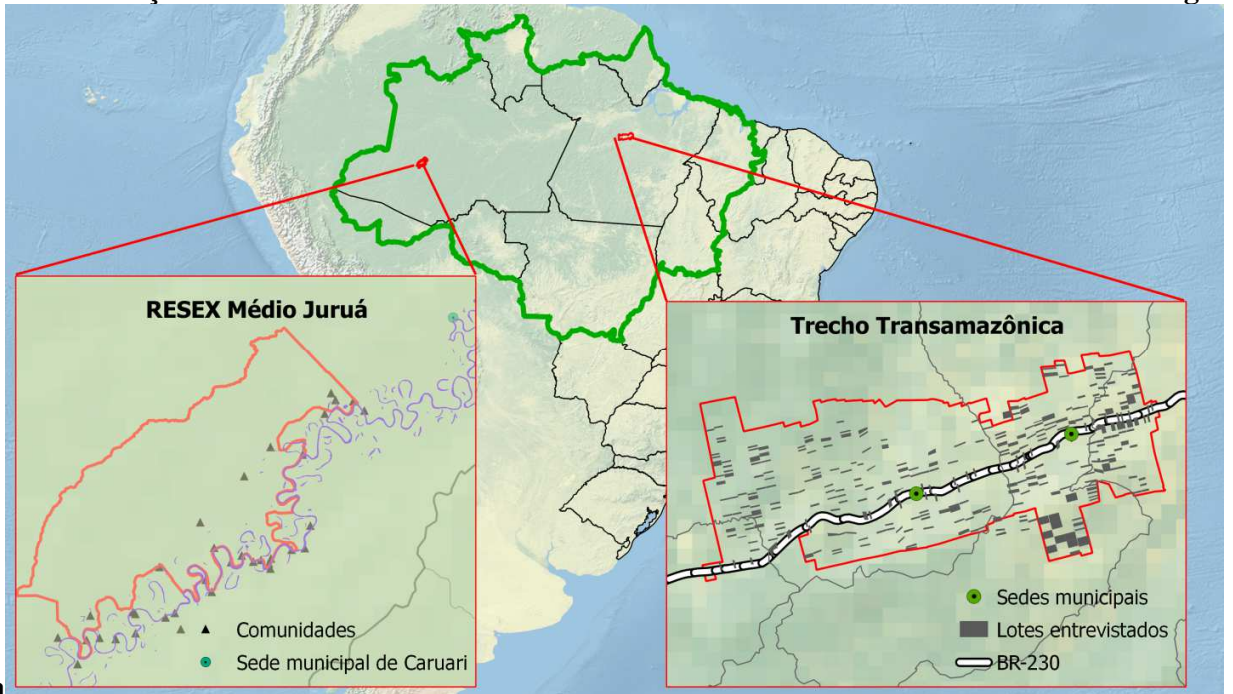 RESEX Médio Juruá
Comunidades
Sede municipal de Caruari
Trecho Transamazônica
Sedes municipais
Lotes entrevistados
BR-230